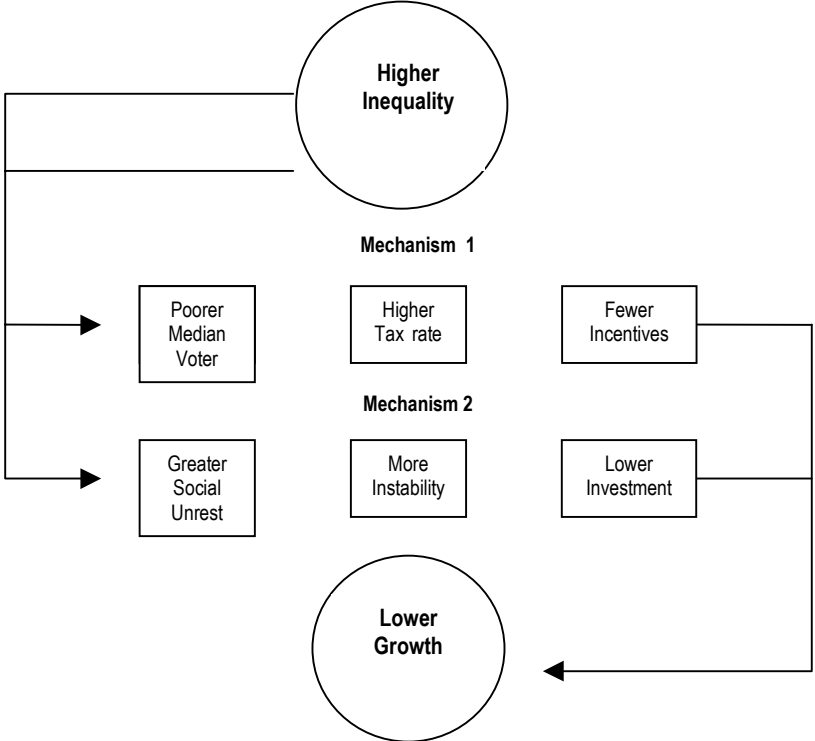 Higher
Inequality
Mechanism 1
Poorer
Median
Voter
Higher
Tax rate
Fewer
Incentives
Mechanism 2
Greater
Social
Unrest
More
Instability
Lower
Investment
Lower
Growth